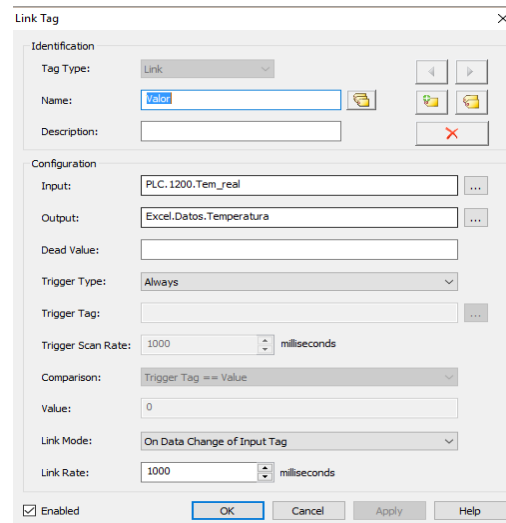 Link Tag
Identification
Tag Type: Link
Name: Valor
Description:
Configuration
Input: PLC.1200.Tem_real ...
Output: Excel.Datos.Temperatura ...
Dead Value:
Trigger Type: Always
Trigger Tag: ...
Trigger Scan Rate: 1000 milliseconds
Comparison: Trigger Tag == Value
Value: 0
Link Mode: On Data Change of Input Tag
Link Rate: 1000 milliseconds
Enabled OK Cancel Apply Help